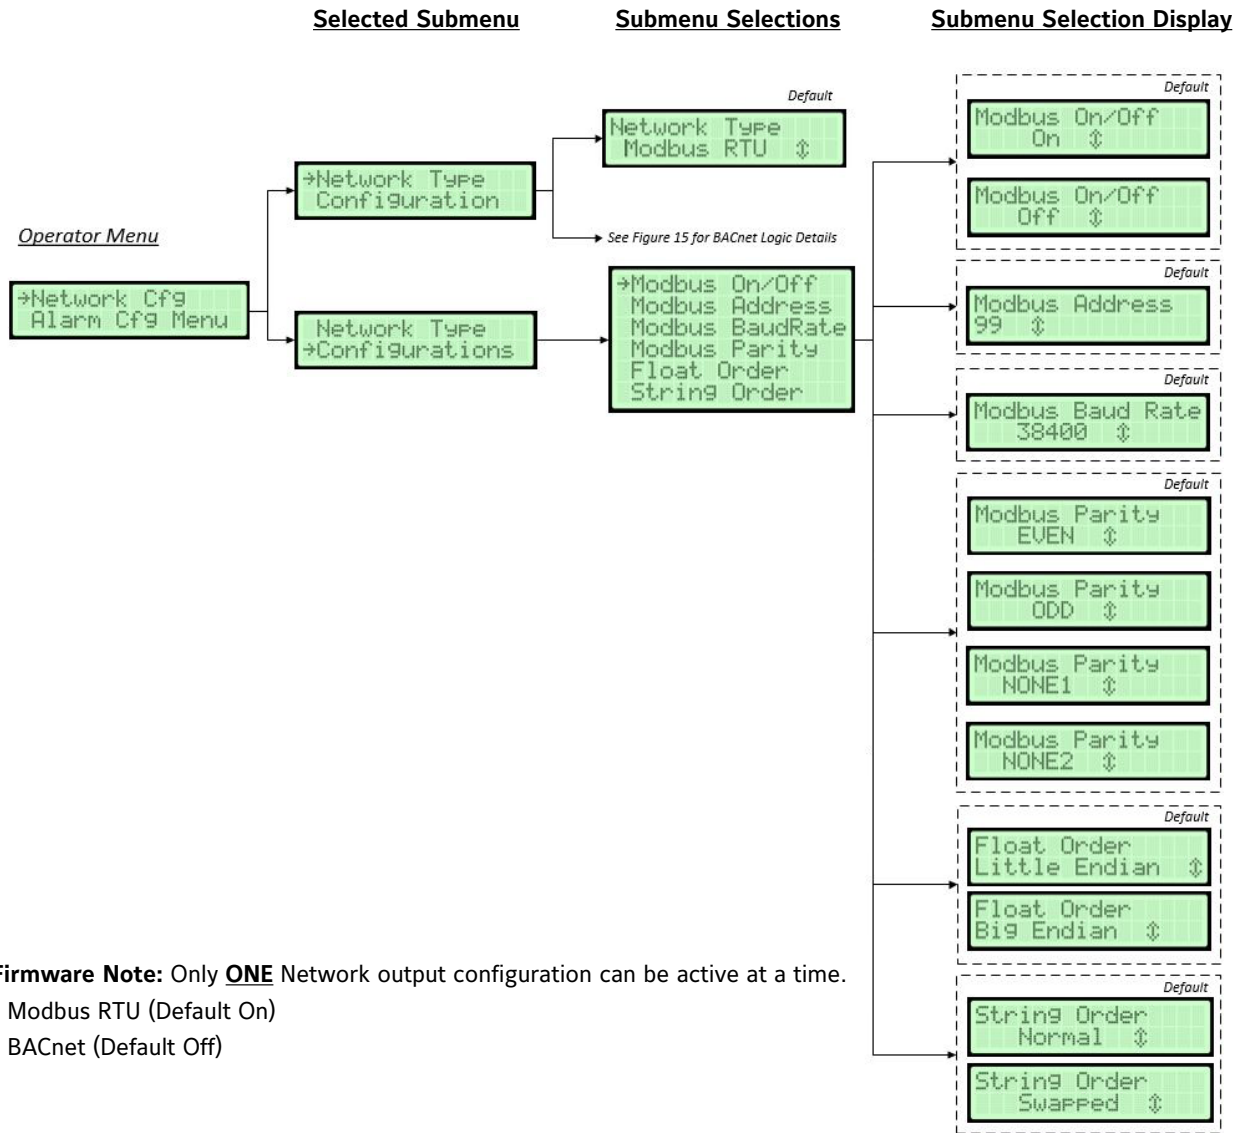 Selected Submenu
Submenu Selections
Submenu Selection Display
Default
Network Type
Modbus RTU ⇕
→Network Type
Configuration
See Figure 15 for BACnet Logic Details
Operator Menu
→Network Cfg
Alarm Cfg Menu
Network Type
→Configurations
→Modbus On/Off
Modbus Address
Modbus BaudRate
Modbus Parity
Float Order
String Order
Default
Modbus On/Off
On ⇕
Modbus On/Off
Off ⇕
Default
Modbus Address
99 ⇕
Default
Modbus Baud Rate
38400 ⇕
Default
Modbus Parity
EVEN ⇕
Modbus Parity
ODD ⇕
Modbus Parity
NONE1 ⇕
Modbus Parity
NONE2 ⇕
Default
Float Order
Little Endian ⇕
Float Order
Big Endian ⇕
Default
String Order
Normal ⇕
String Order
Swapped ⇕
Firmware Note: Only ONE Network output configuration can be active at a time.
Modbus RTU (Default On)
BACnet (Default Off)